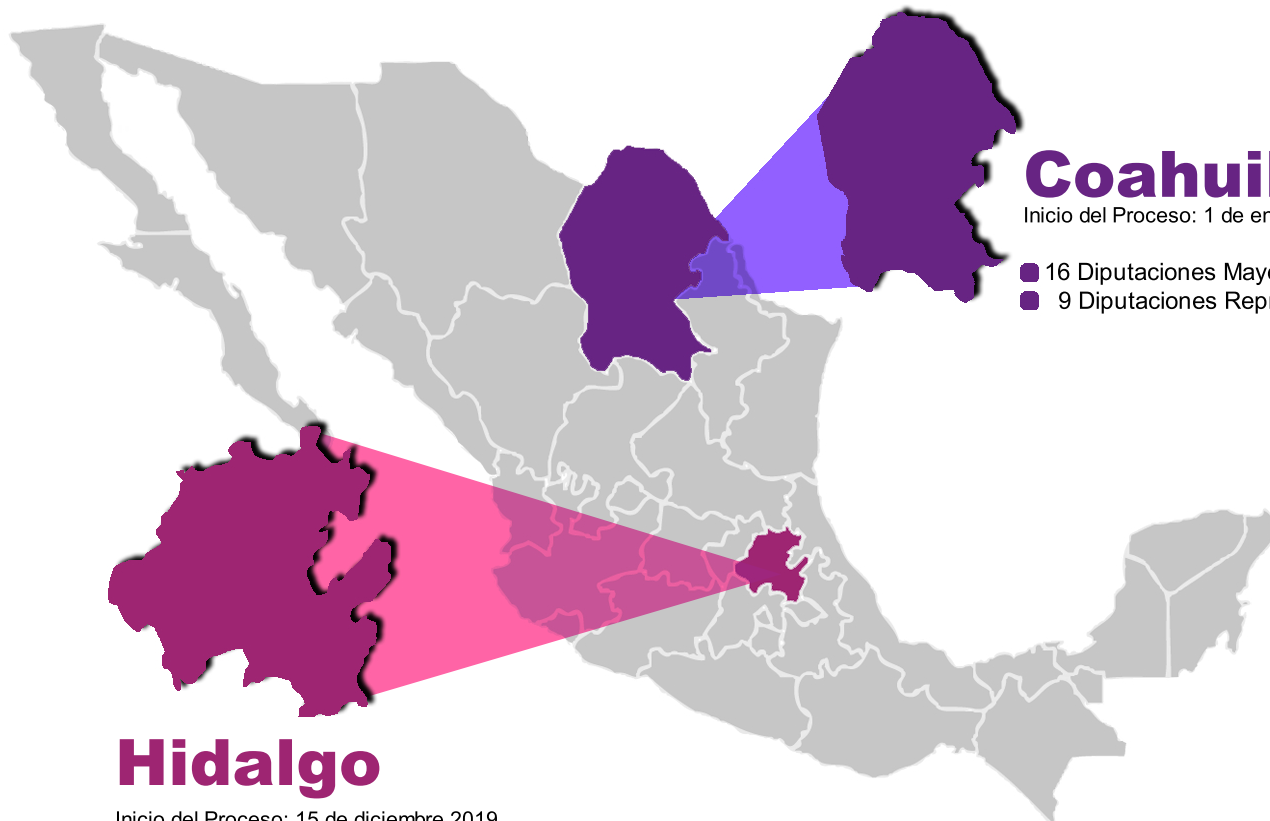 Coahuil
Inicio del Proceso: 1 de en
16 Diputaciones Mayo
9 Diputaciones Repr
Hidalgo
Inicio del Proceso: 15 de diciembre 2019